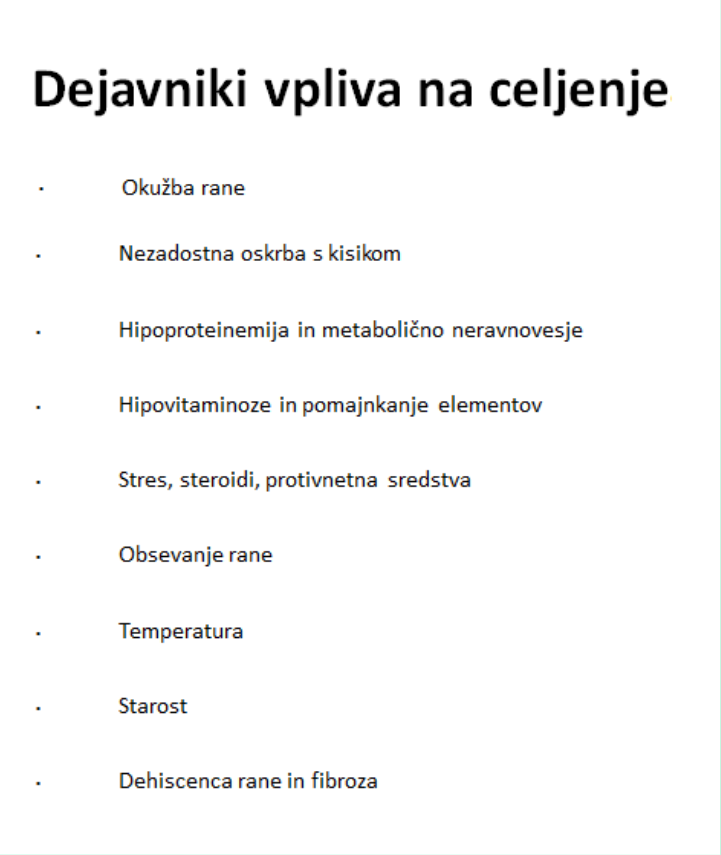 Dejavniki vpliva na celjenje
· Okužba rane
· Nezadostna oskrba s kisikom
· Hipoproteinemija in metabolično neravnovesje
· Hipovitaminoze in pomajnkanje elementov
· Stres, steroidi, protivnetna sredstva
· Obsevanje rane
· Temperatura
· Starost
· Dehiscenca rane in fibroza